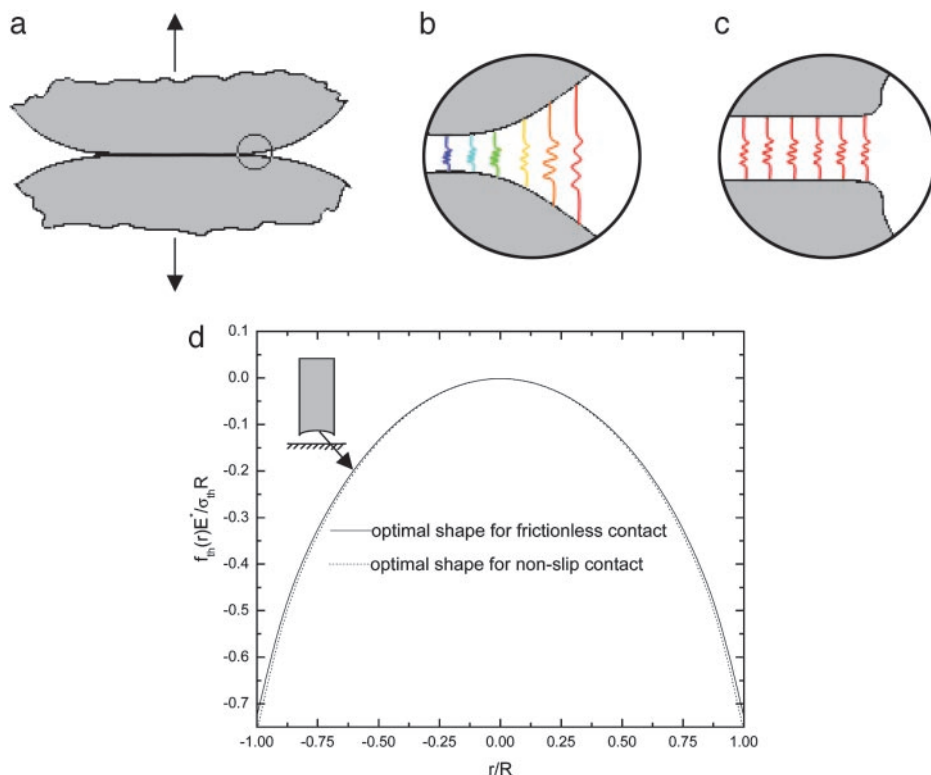 a
b
c
d
0.1
0.0
-0.1
-0.2
-0.3
-0.4
-0.5
-0.6
-0.7
f_th(r)E*/σ_thR
optimal shape for frictionless contact
optimal shape for non-slip contact
-1.00 -0.75 -0.50 -0.25 0.00 0.25 0.50 0.75 1.00
r/R